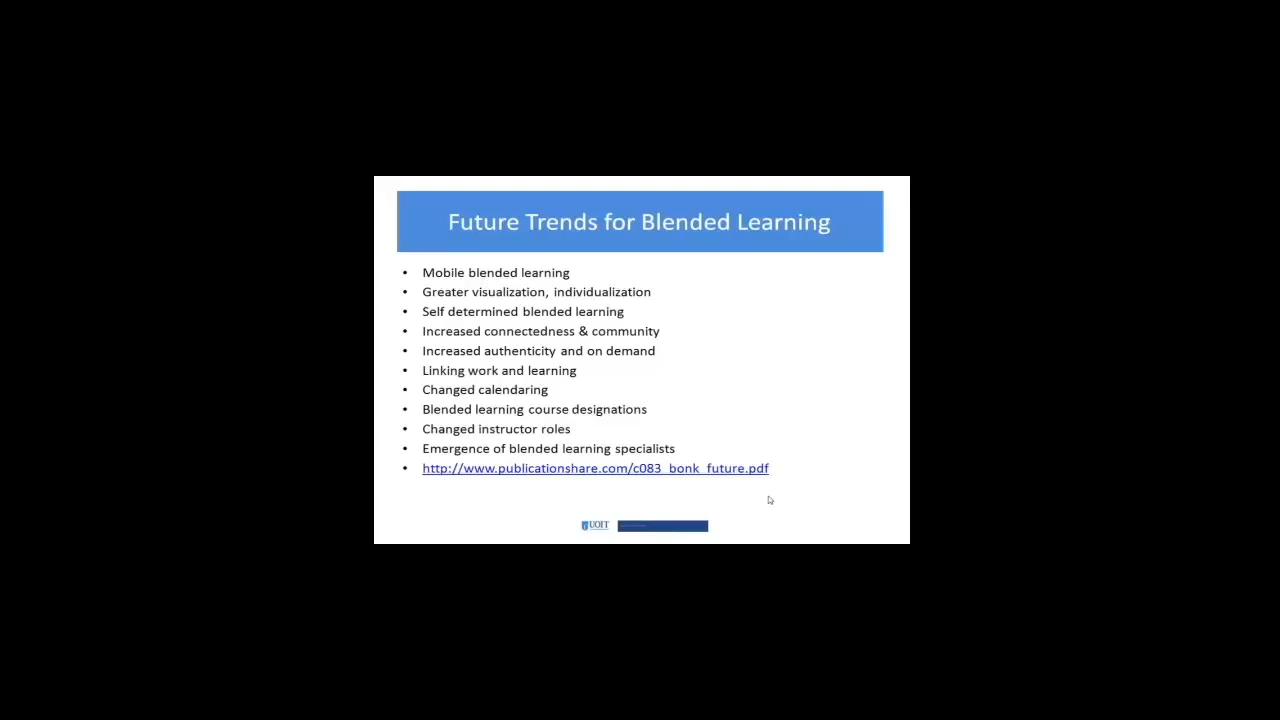 Future Trends for Blended Learning
• Mobile blended learning
• Greater visualization, individualization
• Self determined blended learning
• Increased connectedness & community
• Increased authenticity and on demand
• Linking work and learning
• Changed calendaring
• Blended learning course designations
• Changed instructor roles
• Emergence of blended learning specialists
• http://www.publicationshare.com/c083_bonk_future.pdf
UOIT